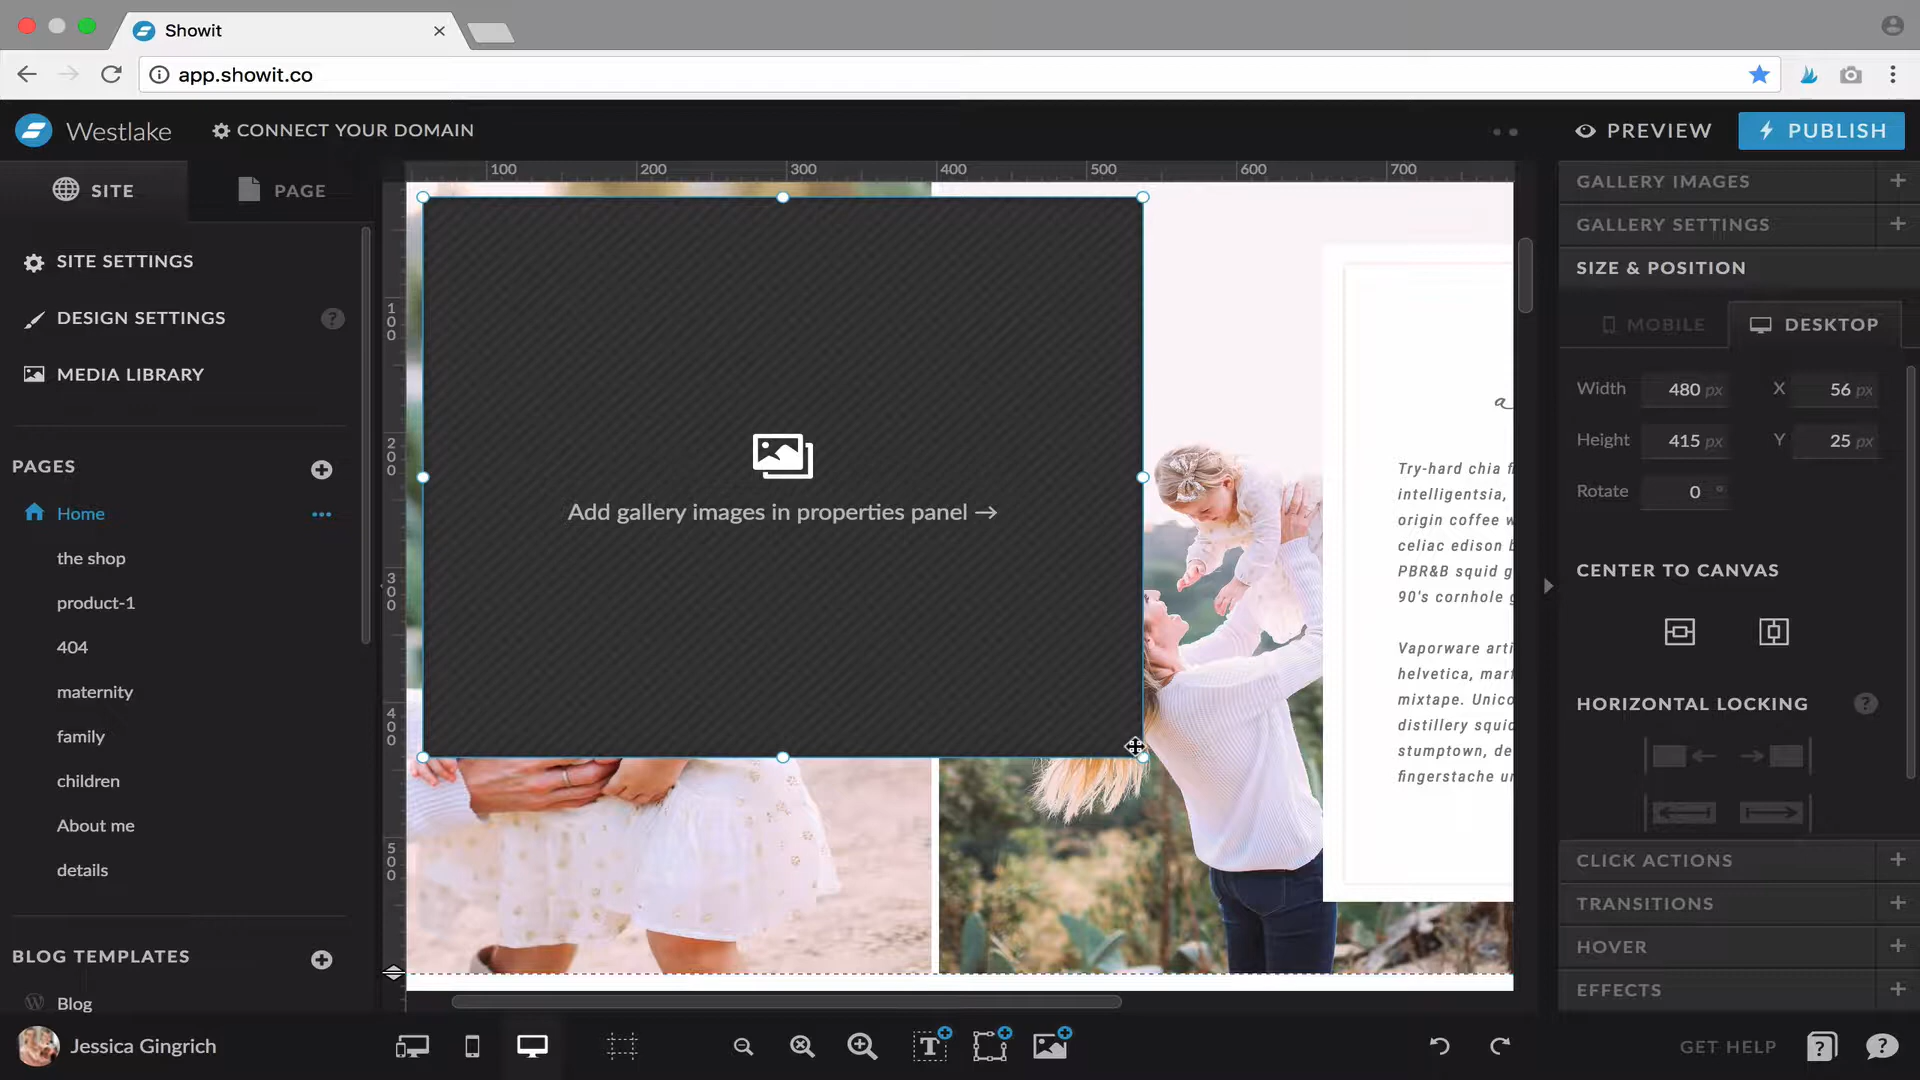 Showit
app.showit.co
Westlake
CONNECT YOUR DOMAIN
PREVIEW
PUBLISH
SITE
PAGE
100 200 300 400 500 600 700
GALLERY IMAGES
GALLERY SETTINGS
SIZE & POSITION
MOBILE
DESKTOP
SITE SETTINGS
DESIGN SETTINGS
?
MEDIA LIBRARY
PAGES
Home
the shop
product-1
404
maternity
family
children
About me
details
BLOG TEMPLATES
Blog
100
200
300
400
500
Add gallery images in properties panel →
a
Try-hard chia
intelligentsia,
origin coffee
celiac edison
PBR&B squid
90's cornhole
Vaporware
helvetica,
mixtape.
distillery
stumptown,
fingerstache
Width 480 px X 56 px
Height 415 px Y 25 px
Rotate 0 °
CENTER TO CANVAS
HORIZONTAL LOCKING
?
CLICK ACTIONS
TRANSITIONS
HOVER
EFFECTS
Jessica Gingrich
T
GET HELP
?
?